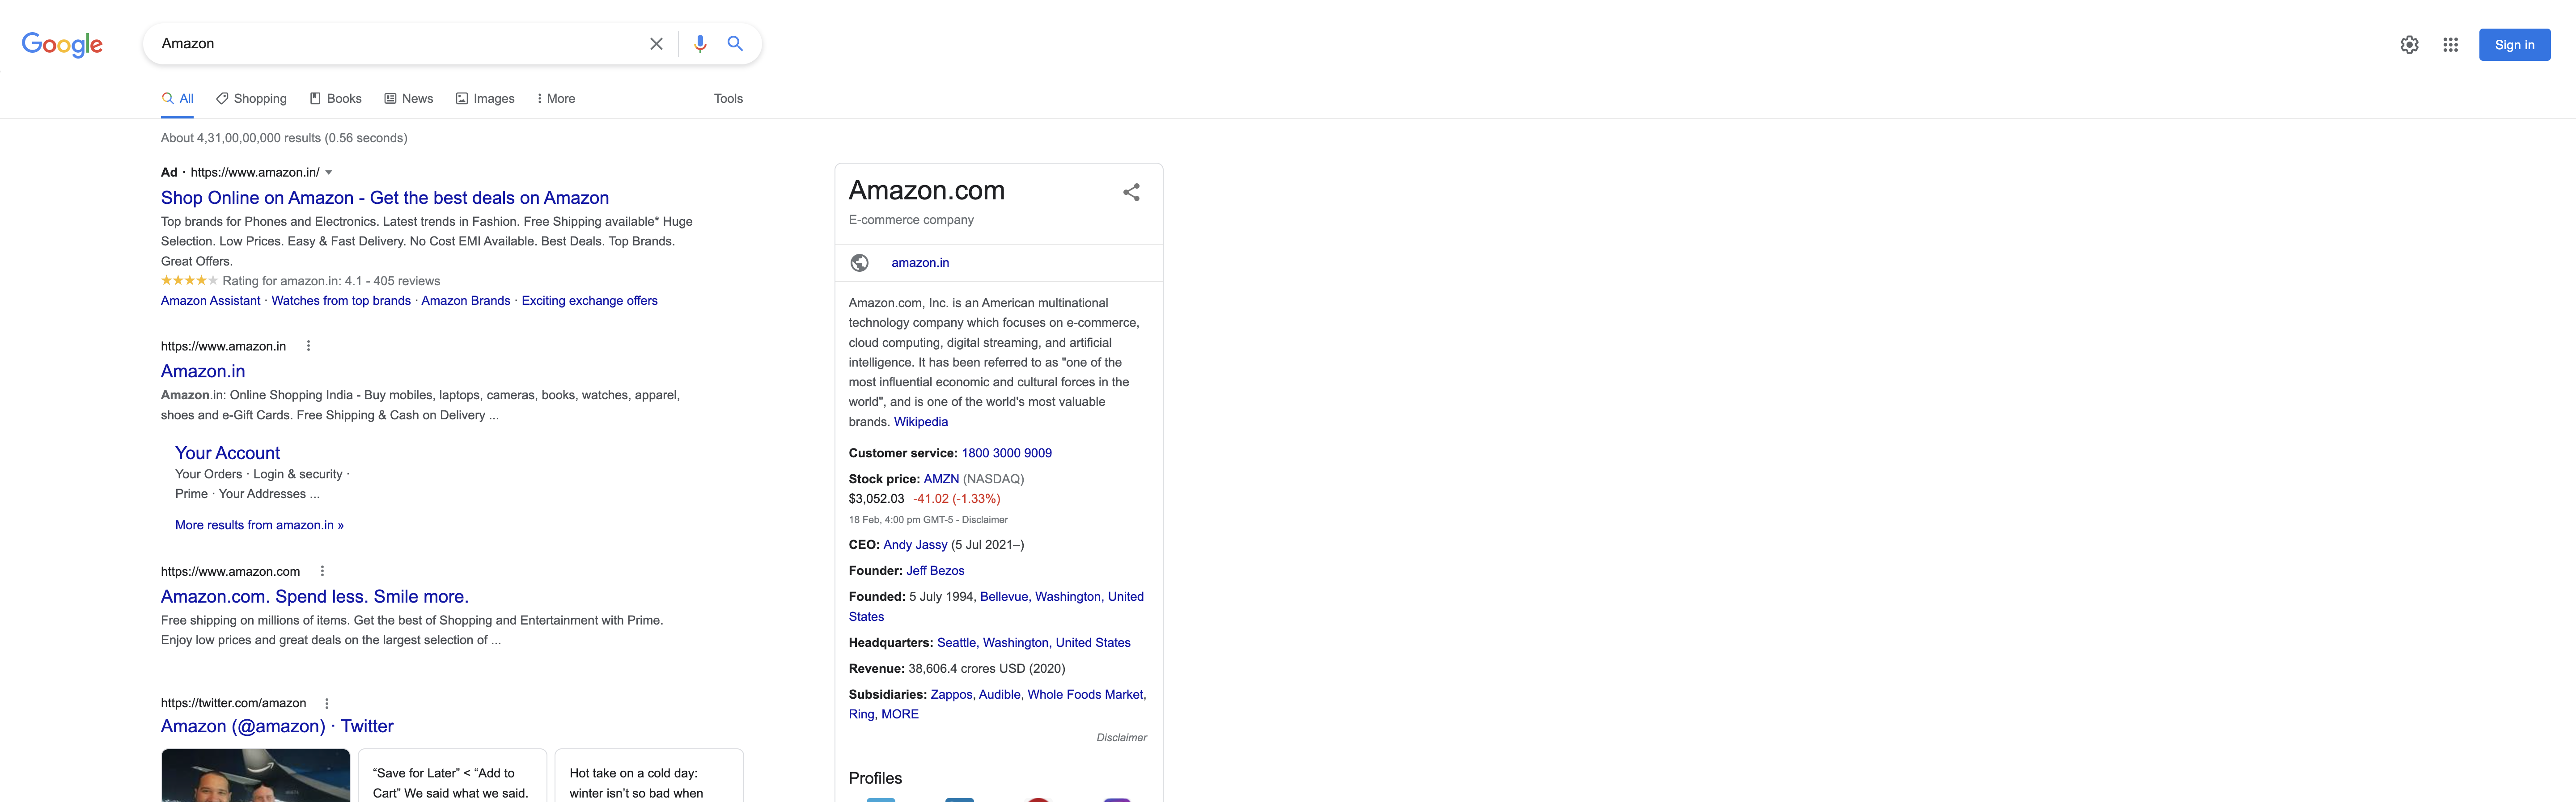 Google
Amazon
Sign in
All
Shopping
Books
News
Images
More
Tools
About 4,31,00,00,000 results (0.56 seconds)
Ad · https://www.amazon.in/
Shop Online on Amazon - Get the best deals on Amazon
Top brands for Phones and Electronics. Latest trends in Fashion. Free Shipping available* Huge
Selection. Low Prices. Easy & Fast Delivery. No Cost EMI Available. Best Deals. Top Brands.
Great Offers.
Rating for amazon.in: 4.1 - 405 reviews
Amazon Assistant · Watches from top brands · Amazon Brands · Exciting exchange offers
https://www.amazon.in
Amazon.in
Amazon.in: Online Shopping India - Buy mobiles, laptops, cameras, books, watches, apparel,
shoes and e-Gift Cards. Free Shipping & Cash on Delivery ...
Your Account
Your Orders · Login & security ·
Prime · Your Addresses ...
More results from amazon.in »
https://www.amazon.com
Amazon.com. Spend less. Smile more.
Free shipping on millions of items. Get the best of Shopping and Entertainment with Prime.
Enjoy low prices and great deals on the largest selection of ...
https://twitter.com/amazon
Amazon (@amazon) · Twitter
“Save for Later” < “Add to
Cart” We said what we said.
Hot take on a cold day:
winter isn’t so bad when
Amazon.com
E-commerce company
amazon.in
Amazon.com, Inc. is an American multinational
technology company which focuses on e-commerce,
cloud computing, digital streaming, and artificial
intelligence. It has been referred to as "one of the
most influential economic and cultural forces in the
world", and is one of the world's most valuable
brands. Wikipedia
Customer service: 1800 3000 9009
Stock price: AMZN (NASDAQ)
$3,052.03 -41.02 (-1.33%)
18 Feb, 4:00 pm GMT-5 - Disclaimer
CEO: Andy Jassy (5 Jul 2021–)
Founder: Jeff Bezos
Founded: 5 July 1994, Bellevue, Washington, United
States
Headquarters: Seattle, Washington, United States
Revenue: 38,606.4 crores USD (2020)
Subsidiaries: Zappos, Audible, Whole Foods Market,
Ring, MORE
Disclaimer
Profiles